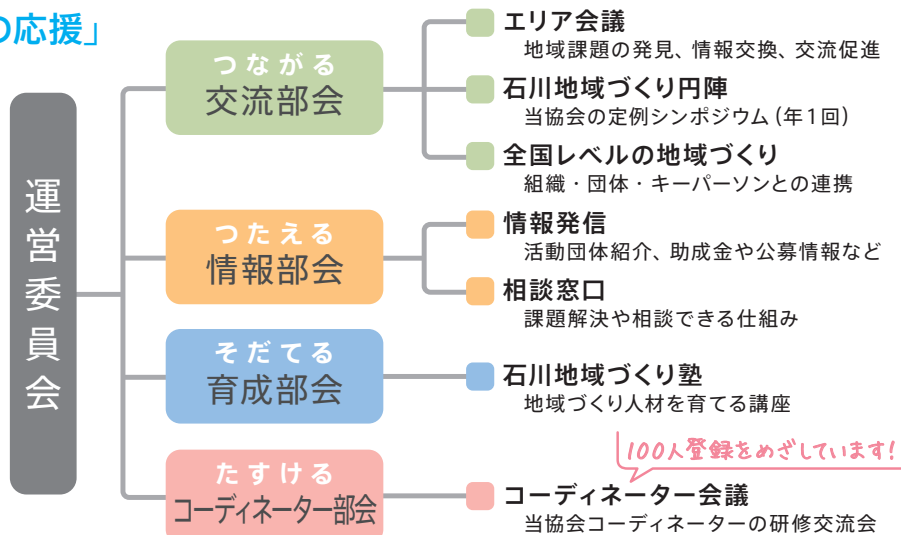 の応援」
運営委員会
つながる
交流部会
エリア会議
地域課題の発見、情報交換、交流促進
石川地域づくり円陣
当協会の定例シンポジウム(年1回)
全国レベルの地域づくり
組織・団体・キーパーソンとの連携
つたえる
情報部会
情報発信
活動団体紹介、助成金や公募情報など
相談窓口
課題解決や相談できる仕組み
そだてる
育成部会
石川地域づくり塾
地域づくり人材を育てる講座
たすける
コーディネーター部会
100人登録をめざしています!
コーディネーター会議
当協会コーディネーターの研修交流会